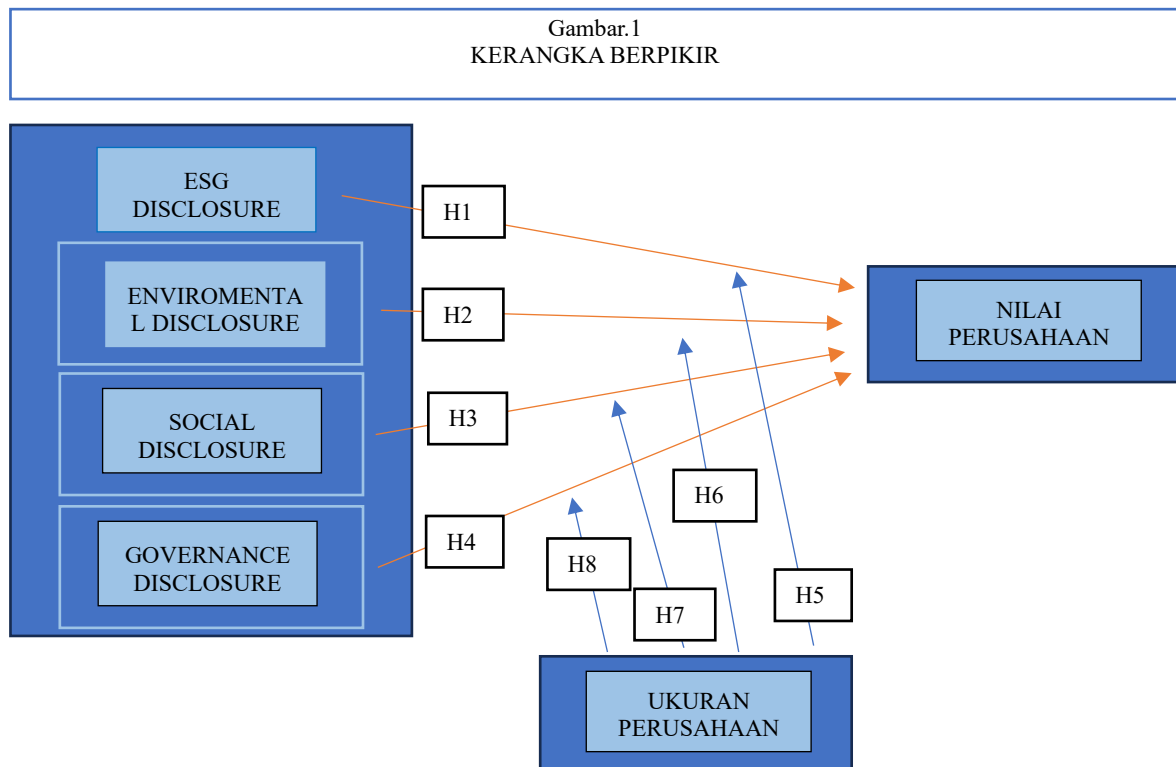 Gambar.1
KERANGKA BERPIKIR
ESG
DISCLOSURE
ENVIROMENTA
L DISCLOSURE
SOCIAL
DISCLOSURE
GOVERNANCE
DISCLOSURE
H1
H2
H3
H4
NILAI
PERUSAHAAN
H6
H8
H7
H5
UKURAN
PERUSAHAAN